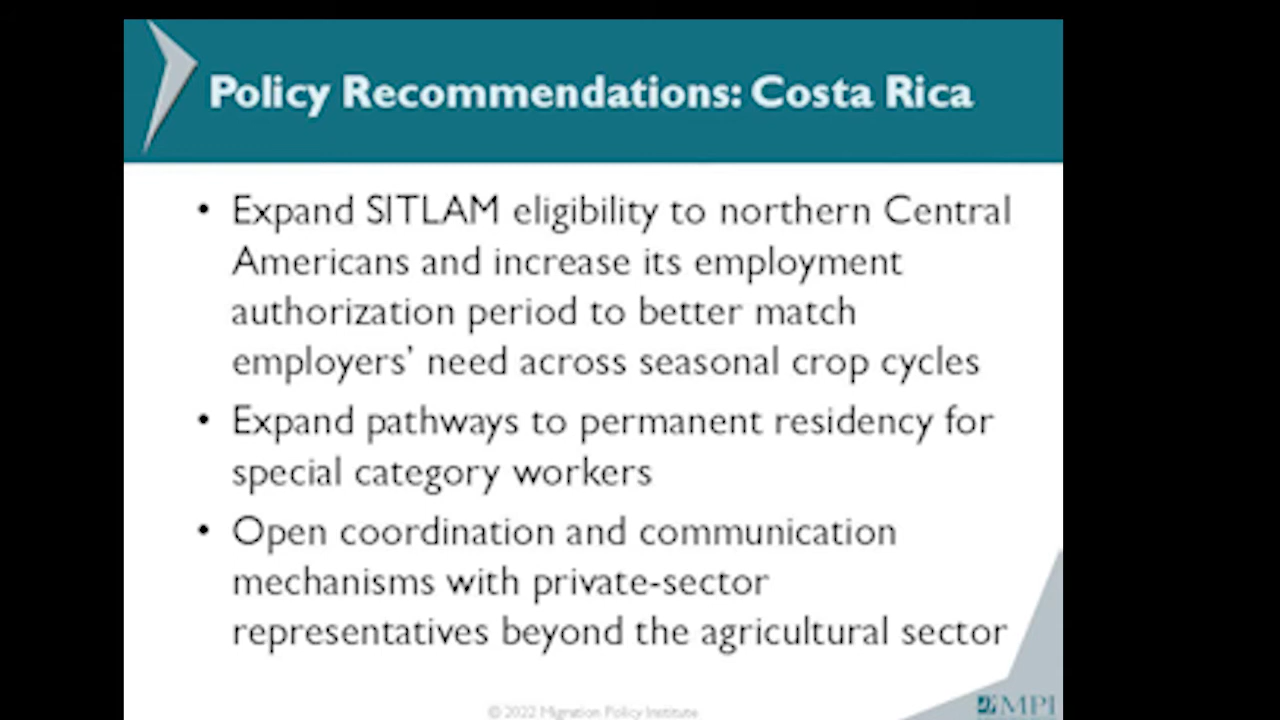 Policy Recommendations: Costa Rica
• Expand SITLAM eligibility to northern Central
Americans and increase its employment
authorization period to better match
employers’ need across seasonal crop cycles
• Expand pathways to permanent residency for
special category workers
• Open coordination and communication
mechanisms with private-sector
representatives beyond the agricultural sector
© 2022 Migration Policy Institute
MPI